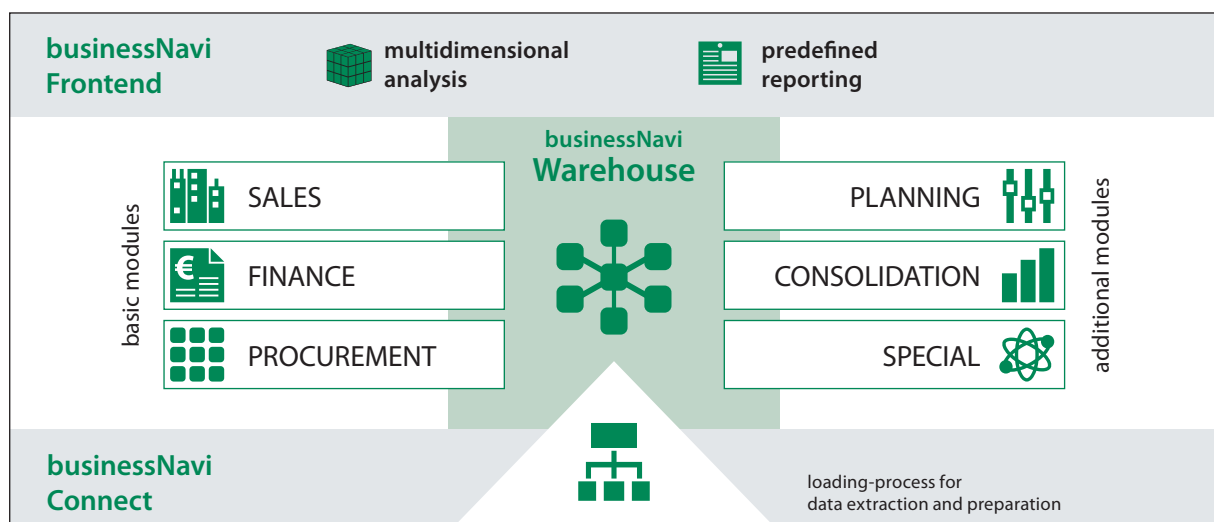 businessNavi
Frontend
multidimensional
analysis
predefined
reporting
businessNavi
Warehouse
basic modules
SALES
FINANCE
€
PROCUREMENT
PLANNING
CONSOLIDATION
SPECIAL
additional modules
businessNavi
Connect
loading-process for
data extraction and preparation